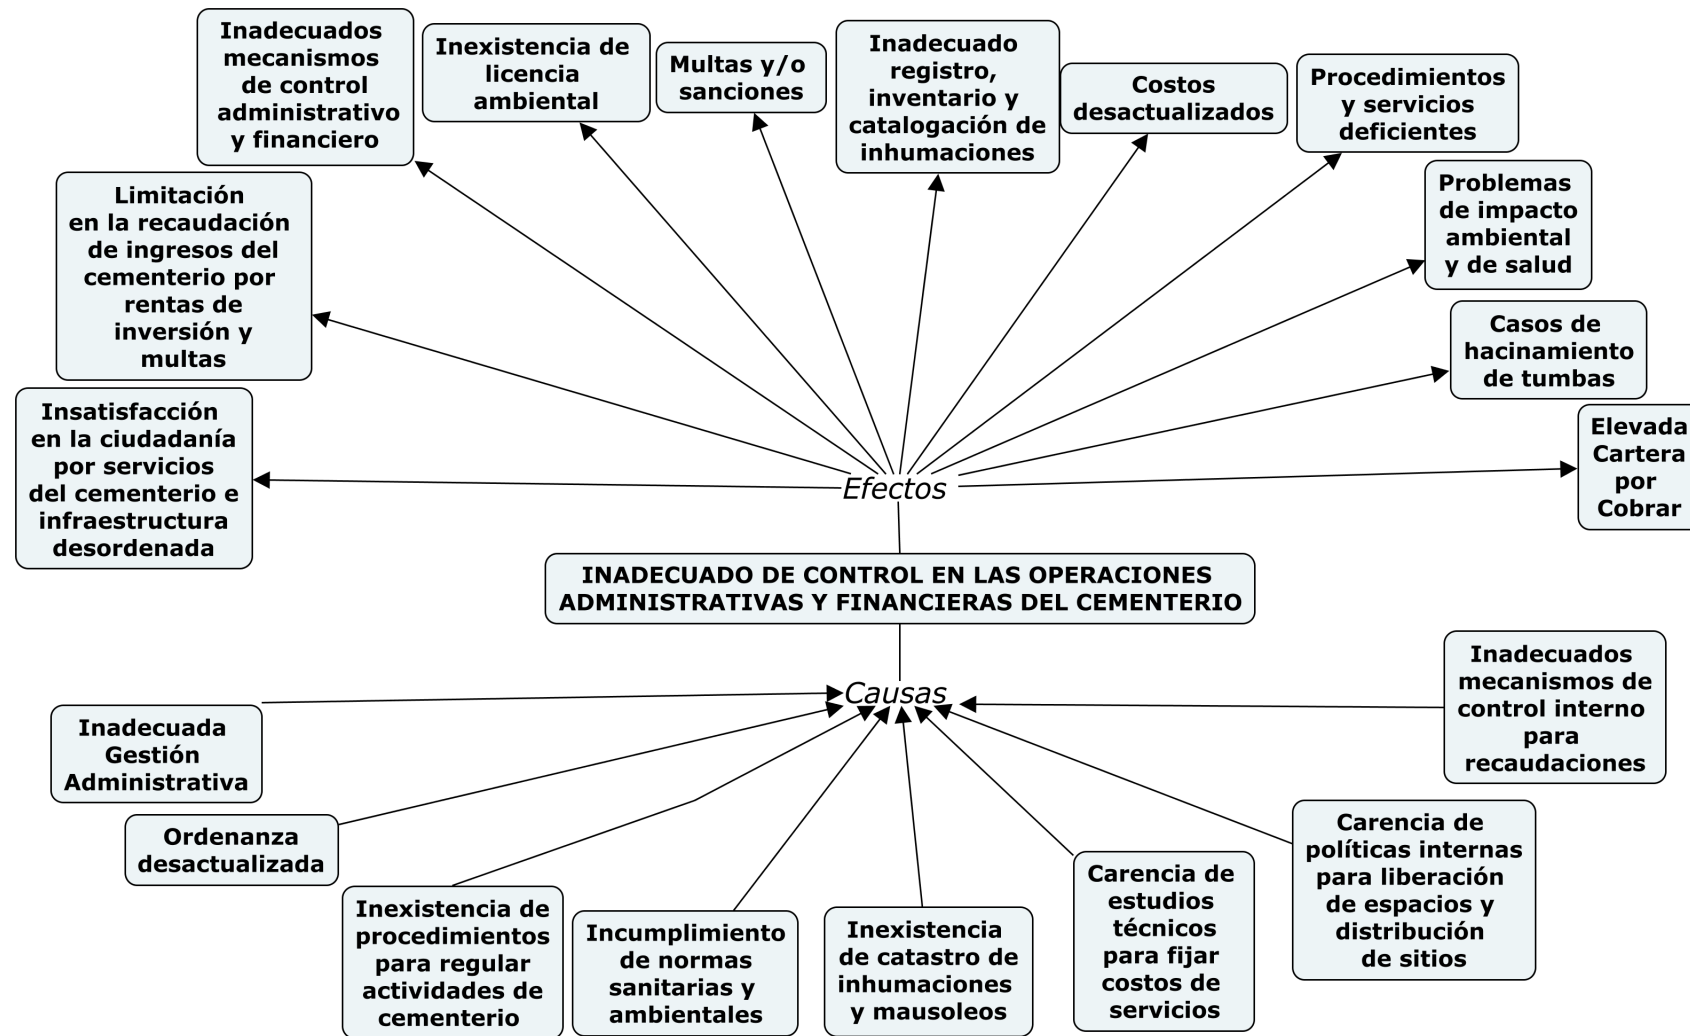 Inadecuados
mecanismos
de control
administrativo
y financiero
Inexistencia de
licencia
ambiental
Multas y/o
sanciones
Inadecuado
registro,
inventario y
catalogación de
inhumaciones
Costos
desactualizados
Procedimientos
y servicios
deficientes
Limitación
en la recaudación
de ingresos del
cementerio por
rentas de
inversión y
multas
Problemas
de impacto
ambiental
y de salud
Casos de
hacinamiento
de tumbas
Insatisfacción
en la ciudadanía
por servicios
del cementerio e
infraestructura
desordenada
Elevada
Cartera
por
Cobrar
Efectos
INADECUADO DE CONTROL EN LAS OPERACIONES
ADMINISTRATIVAS Y FINANCIERAS DEL CEMENTERIO
Causas
Inadecuada
Gestión
Administrativa
Ordenanza
desactualizada
Inexistencia de
procedimientos
para regular
actividades de
cementerio
Incumplimiento
de normas
sanitarias y
ambientales
Inexistencia
de catastro de
inhumaciones
y mausoleos
Carencia de
estudios
técnicos
para fijar
costos de
servicios
Carencia de
políticas internas
para liberación
de espacios y
distribución
de sitios
Inadecuados
mecanismos de
control interno
para
recaudaciones